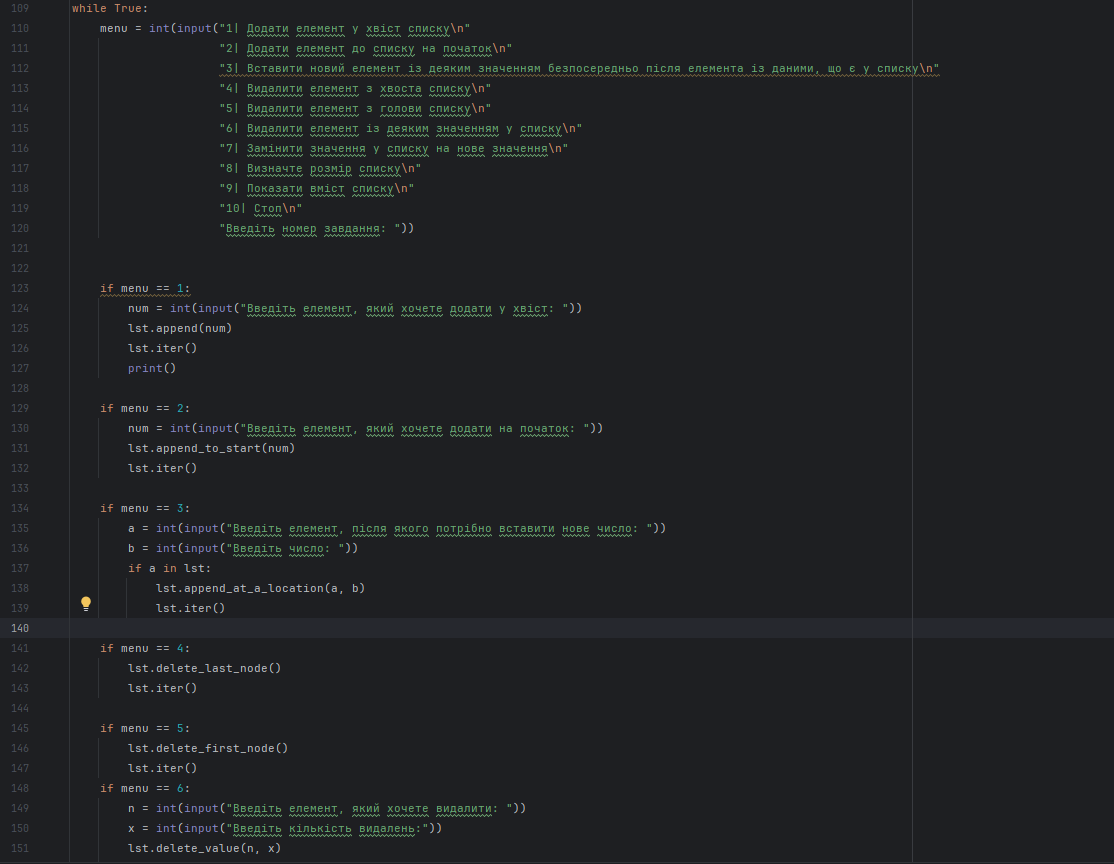 109 while True:
110     menu = int(input("1| Додати елемент у хвіст списку\n"
111                      "2| Додати елемент до списку на початок\n"
112                      "3| Вставити новий елемент із деяким значенням безпосередньо після елемента із даними, що є у списку\n"
113                      "4| Видалити елемент з хвоста списку\n"
114                      "5| Видалити елемент з голови списку\n"
115                      "6| Видалити елемент із деяким значенням у списку\n"
116                      "7| Замінити значення у списку на нове значення\n"
117                      "8| Визначте розмір списку\n"
118                      "9| Показати вміст списку\n"
119                      "10| Стоп\n"
120                      "Введіть номер завдання: "))
121
122
123     if menu == 1:
124         num = int(input("Введіть елемент, який хочете додати у хвіст: "))
125         lst.append(num)
126         lst.iter()
127         print()
128
129     if menu == 2:
130         num = int(input("Введіть елемент, який хочете додати на початок: "))
131         lst.append_to_start(num)
132         lst.iter()
133
134     if menu == 3:
135         a = int(input("Введіть елемент, після якого потрібно вставити нове число: "))
136         b = int(input("Введіть число: "))
137         if a in lst:
138             lst.append_at_a_location(a, b)
139             lst.iter()
140
141     if menu == 4:
142         lst.delete_last_node()
143         lst.iter()
144
145     if menu == 5:
146         lst.delete_first_node()
147         lst.iter()
148     if menu == 6:
149         n = int(input("Введіть елемент, який хочете видалити: "))
150         x = int(input("Введіть кількість видалень:"))
151         lst.delete_value(n, x)